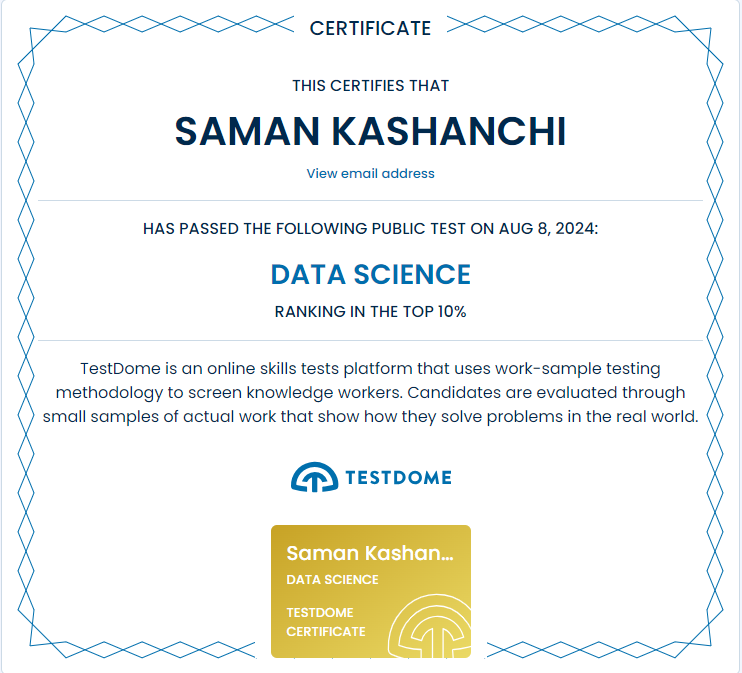 CERTIFICATE
THIS CERTIFIES THAT
SAMAN KASHANCHI
View email address
HAS PASSED THE FOLLOWING PUBLIC TEST ON AUG 8, 2024:
DATA SCIENCE
RANKING IN THE TOP 10%
TestDome is an online skills tests platform that uses work-sample testing
methodology to screen knowledge workers. Candidates are evaluated through
small samples of actual work that show how they solve problems in the real world.
TESTDOME
Saman Kashan...
DATA SCIENCE
TESTDOME
CERTIFICATE